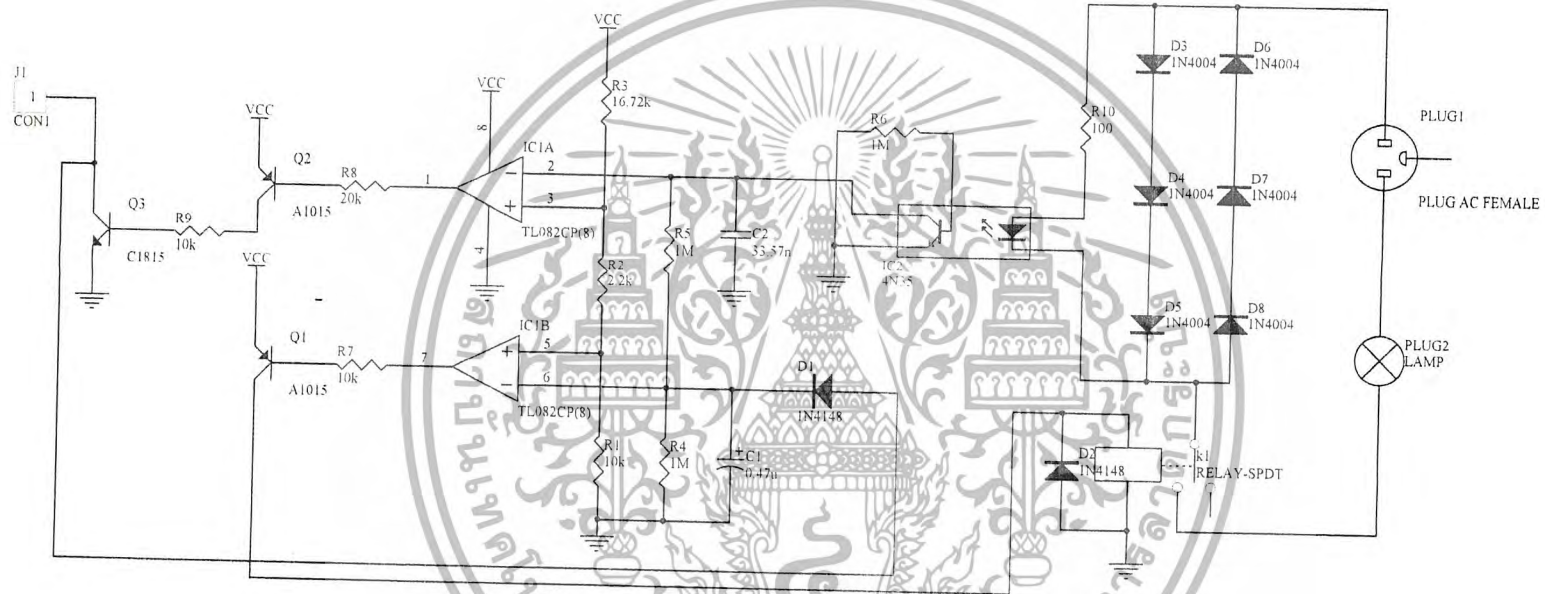 J1
1
CON1
VCC
Q2
A1015
R8
20k
Q3
C1815
R9
10k
VCC
Q1
A1015
R7
10k
VCC
8
IC1A
1
2
3
4
TL082CP(8)
VCC
R3
16.72k
R2
2.2k
IC1B
7
5
6
TL082CP(8)
R1
10k
R5
1M
R4
1M
C2
33.57n
C1
0.47u
D1
1N4148
R6
1M
IC2
4N35
R10
100
D3
1N4004
D6
1N4004
D4
1N4004
D7
1N4004
D5
1N4004
D8
1N4004
D2
1N4148
k1
RELAY-SPDT
PLUG1
PLUG AC FEMALE
PLUG2
LAMP